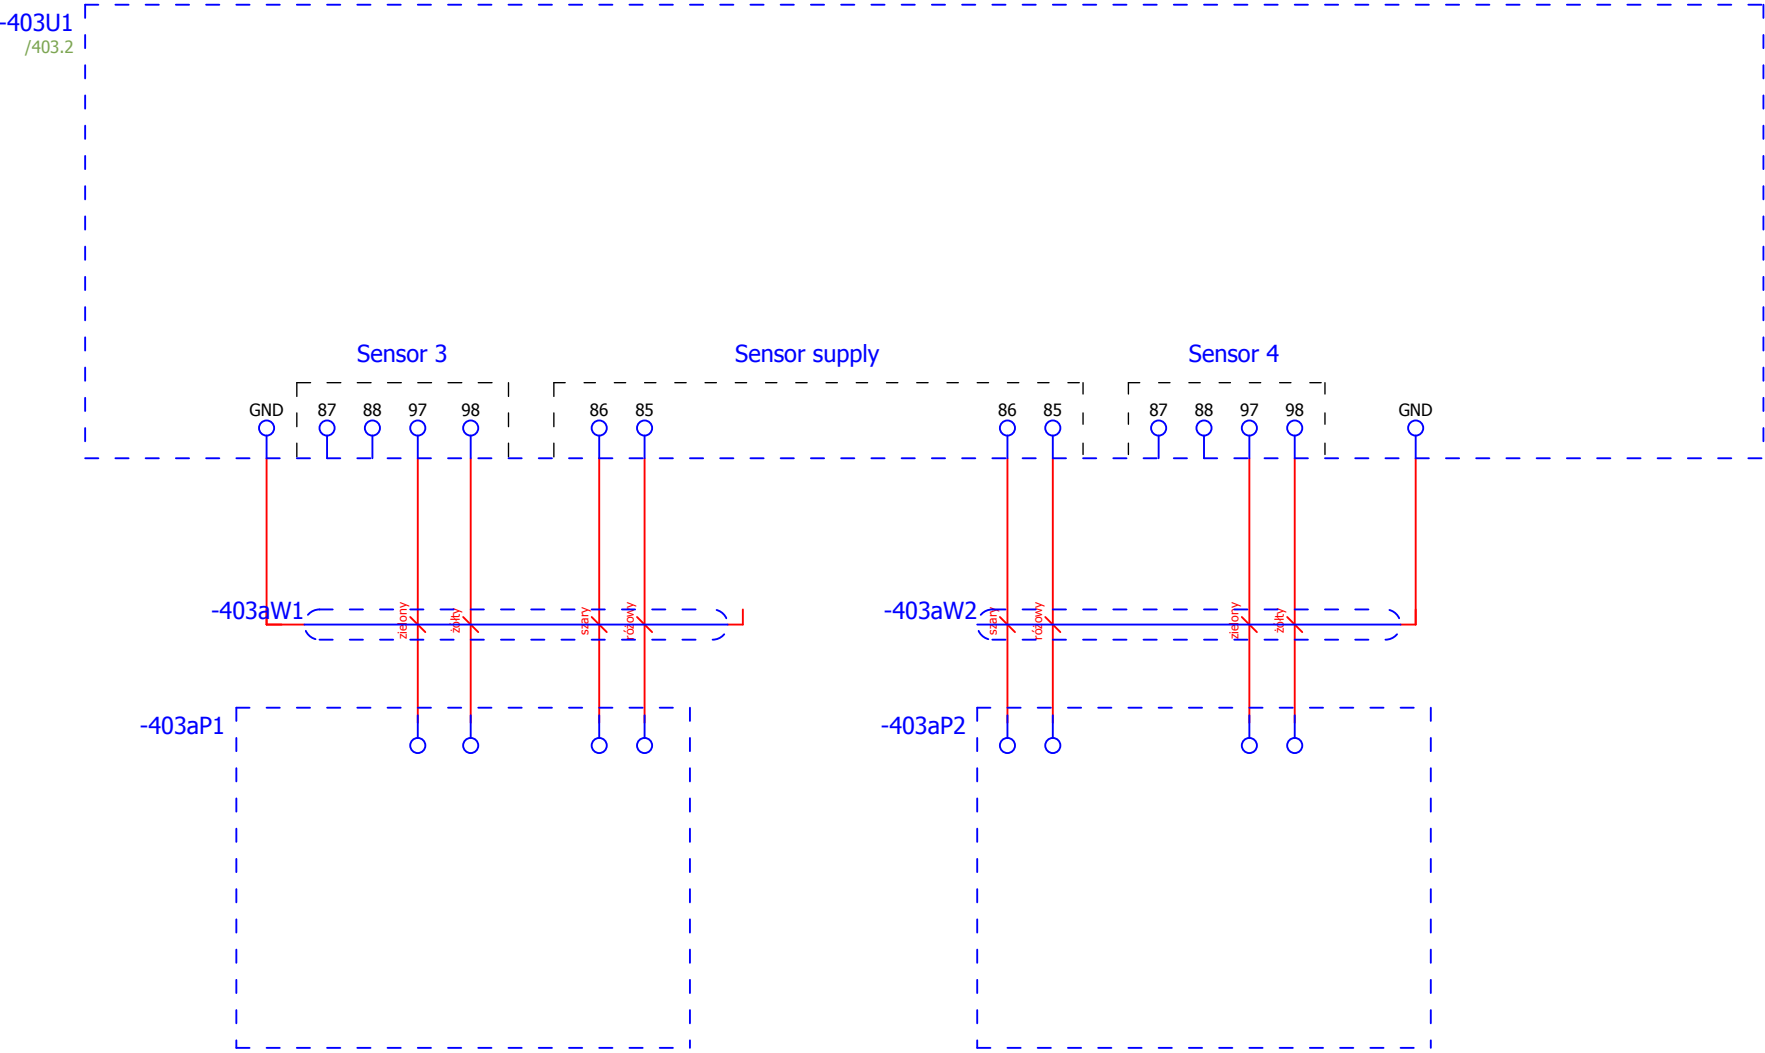 -403U1
/403.2
Sensor 3 Sensor supply Sensor 4
GND 87 88 97 98 86 85 86 85 87 88 97 98 GND
-403aW1 zielony żółty szary różowy -403aW2 szary różowy zielony żółty
-403aP1 -403aP2